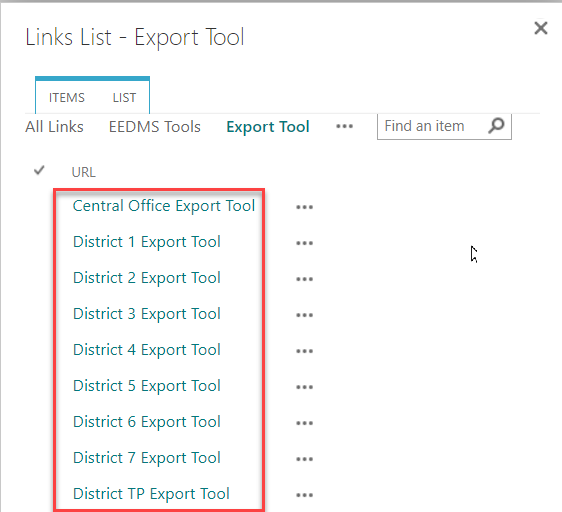 Links List - Export Tool
ITEMS LIST
All Links EEDMS Tools Export Tool ••• Find an item
URL
Central Office Export Tool •••
District 1 Export Tool •••
District 2 Export Tool •••
District 3 Export Tool •••
District 4 Export Tool •••
District 5 Export Tool •••
District 6 Export Tool •••
District 7 Export Tool •••
District TP Export Tool •••